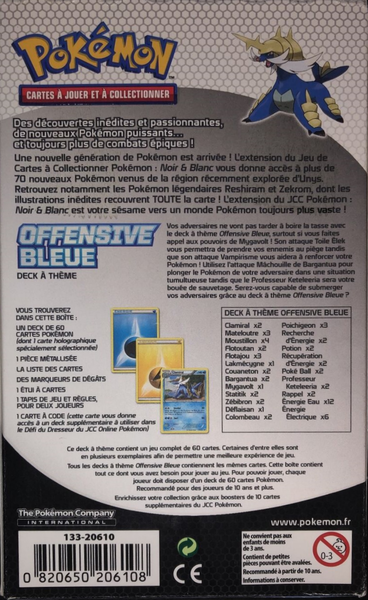 POKéMON
CARTES À JOUER ET À COLLECTIONNER
Des découvertes inédites et passionnantes,
de nouveaux Pokémon puissants...
et toujours plus de combats épiques !
Une nouvelle génération de Pokémon est arrivée ! L'extension du Jeu de
Cartes à Collectionner Pokémon : Noir & Blanc vous donne accès à plus de
70 nouveaux Pokémon venus de la région récemment explorée d'Unys.
Retrouvez notamment les Pokémon légendaires Reshiram et Zekrom, dont les
illustrations inédites recouvrent TOUTE la carte ! L'extension du JCC Pokémon :
Noir & Blanc est votre sésame vers un monde Pokémon toujours plus vaste !
OFFENSIVE
BLEUE
DECK À THÈME
Vos adversaires ne vont pas tarder à boire la tasse avec
le deck à thème Offensive Bleue, surtout si vous faites
appel aux pouvoirs de Mygavolt ! Son attaque Toile Élek
vous permettra de prendre vos ennemis au piège tandis
que son attaque Vampirisme vous aidera à renforcer votre
Pokémon ! Utilisez l'attaque Mâchouille de Bargantua pour
plonger le Pokémon de votre adversaire dans une situation
tumultueuse tandis que le Professeur Keteleeria sera votre
bouée de sauvetage. Serez-vous capable de submerger
vos adversaires grâce au deck à thème Offensive Bleue ?
VOUS TROUVEREZ
DANS CETTE BOÎTE :
UN DECK DE 60
CARTES POKÉMON
(dont 1 carte holographique
spécialement sélectionnée)
1 PIÈCE MÉTALLISÉE
LA LISTE DES CARTES
DES MARQUEURS DE DÉGÂTS
1 ÉTUI À CARTES
1 TAPIS DE JEU ET RÈGLES,
POUR DEUX JOUEURS
1 CARTE À CODE (cette carte vous donne
accès à un deck supplémentaire à utiliser dans
le Défi du Dresseur du JCC Online Pokémon)
DECK À THÈME OFFENSIVE BLEUE
Clamiral x2
Mateloutre x3
Moustillon x4
Flotoutan x2
Flotajou x3
Lakmécygne x1
Couaneton x2
Bargantua x2
Mygavolt x1
Statitik x2
Zébibron x2
Déflaisan x1
Colombeau x2
Poichigeon x3
Recherche
d'Énergie x2
Potion x2
Récupération
d'Énergie x2
Poké Ball x2
Professeur
Keteleeria x2
Rappel x2
Énergie Eau x12
Énergie
Électrique x6
Ce deck à thème contient un jeu complet de 60 cartes. Certaines d'entre elles sont
en plusieurs exemplaires afin de permettre une meilleure expérience de jeu.
Tous les decks à thème Offensive Bleue contiennent les mêmes cartes. Cette boîte contient
tout ce dont vous avez besoin pour jouer au jeu. Pour pouvoir jouer, chaque
joueur doit disposer d'un deck de 60 cartes Pokémon.
Recommandé pour des joueurs de 10 ans et plus.
Enrichissez votre collection grâce aux boosters de 10 cartes
supplémentaires du JCC Pokémon.
The Pokémon Company
INTERNATIONAL
www.pokemon.fr
133-20610
0 820650 206108
CE
Ne convient pas aux
enfants de moins
de 3 ans.
Contient de petites
pièces pouvant être
avalées.
Recommandé à partir de 10 ans.
Informations à conserver.
0-3